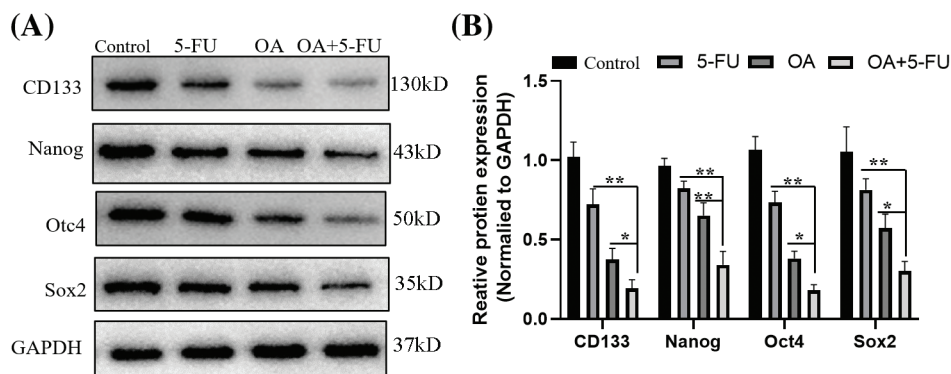 (A)
Control 5-FU OA OA+5-FU
CD133 130kD
Nanog 43kD
Otc4 50kD
Sox2 35kD
GAPDH 37kD
(B)
Control 5-FU OA OA+5-FU
Reative protien expression
(Normalied to GAPDH)
1.5
1.0
0.5
0.0
** * ** ** ** * ** *
CD133 Nanog Oct4 Sox2